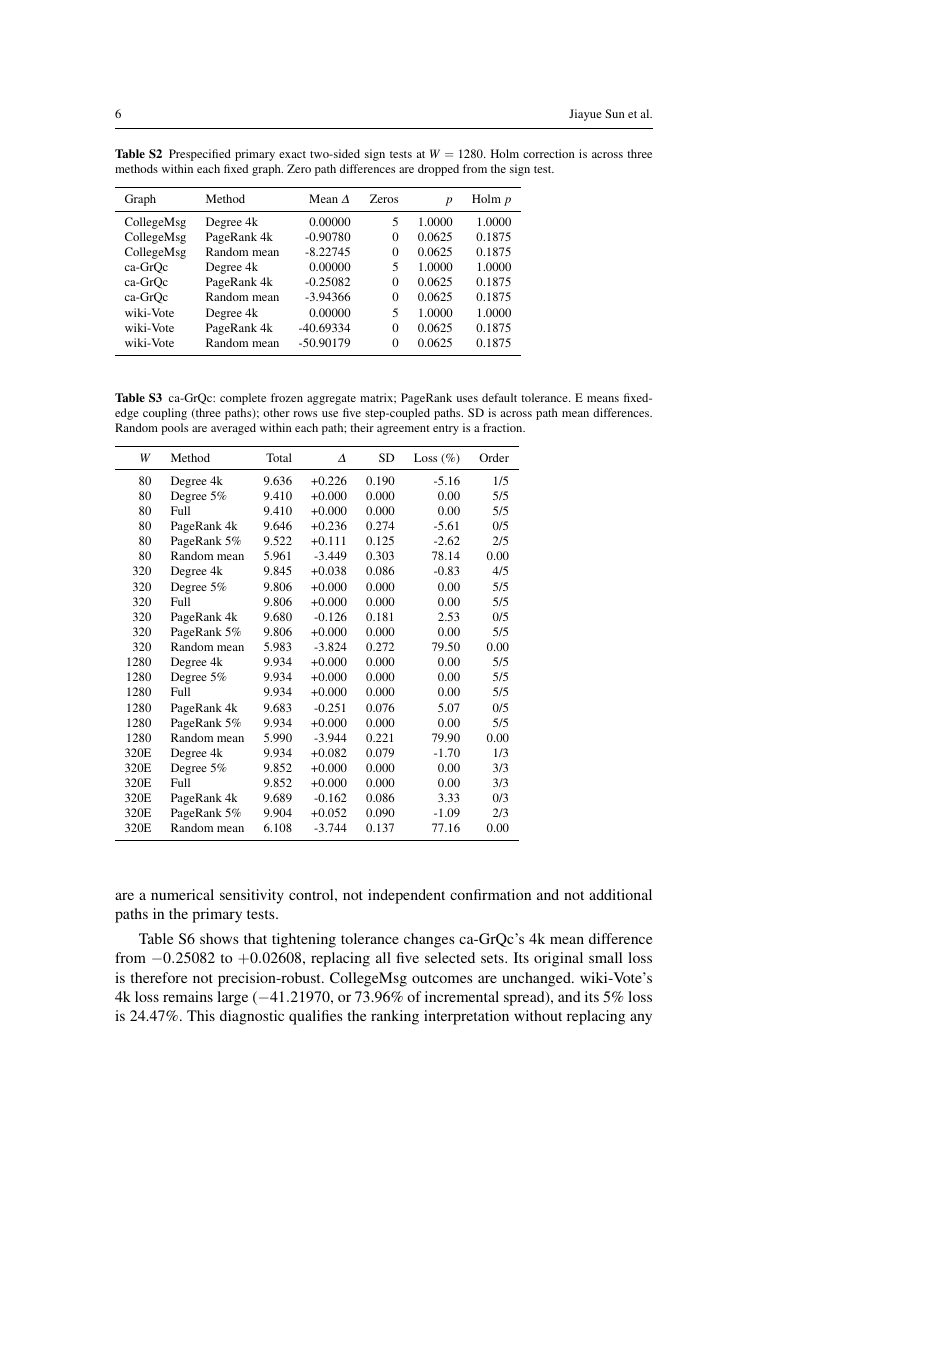 6 Jiayue Sun et al.
Table S2 Prespecified primary exact two-sided sign tests at W = 1280. Holm correction is across three
methods within each fixed graph. Zero path differences are dropped from the sign test.
Graph Method Mean Δ Zeros p Holm p
CollegeMsg Degree 4k 0.00000 5 1.0000 1.0000
CollegeMsg PageRank 4k -0.90780 0 0.0625 0.1875
CollegeMsg Random mean -8.22745 0 0.0625 0.1875
ca-GrQc Degree 4k 0.00000 5 1.0000 1.0000
ca-GrQc PageRank 4k -0.25082 0 0.0625 0.1875
ca-GrQc Random mean -3.94366 0 0.0625 0.1875
wiki-Vote Degree 4k 0.00000 5 1.0000 1.0000
wiki-Vote PageRank 4k -40.69334 0 0.0625 0.1875
wiki-Vote Random mean -50.90179 0 0.0625 0.1875
Table S3 ca-GrQc: complete frozen aggregate matrix; PageRank uses default tolerance. E means fixed-
edge coupling (three paths); other rows use five step-coupled paths. SD is across path mean differences.
Random pools are averaged within each path; their agreement entry is a fraction.
W Method Total Δ SD Loss (%) Order
80 Degree 4k 9.636 +0.226 0.190 -5.16 1/5
80 Degree 5% 9.410 +0.000 0.000 0.00 5/5
80 Full 9.410 +0.000 0.000 0.00 5/5
80 PageRank 4k 9.646 +0.236 0.274 -5.61 0/5
80 PageRank 5% 9.522 +0.111 0.125 -2.62 2/5
80 Random mean 5.961 -3.449 0.303 78.14 0.00
320 Degree 4k 9.845 +0.038 0.086 -0.83 4/5
320 Degree 5% 9.806 +0.000 0.000 0.00 5/5
320 Full 9.806 +0.000 0.000 0.00 5/5
320 PageRank 4k 9.680 -0.126 0.181 2.53 0/5
320 PageRank 5% 9.806 +0.000 0.000 0.00 5/5
320 Random mean 5.983 -3.824 0.272 79.50 0.00
1280 Degree 4k 9.934 +0.000 0.000 0.00 5/5
1280 Degree 5% 9.934 +0.000 0.000 0.00 5/5
1280 Full 9.934 +0.000 0.000 0.00 5/5
1280 PageRank 4k 9.683 -0.251 0.076 5.07 0/5
1280 PageRank 5% 9.934 +0.000 0.000 0.00 5/5
1280 Random mean 5.990 -3.944 0.221 79.90 0.00
320E Degree 4k 9.934 +0.082 0.079 -1.70 1/3
320E Degree 5% 9.852 +0.000 0.000 0.00 3/3
320E Full 9.852 +0.000 0.000 0.00 3/3
320E PageRank 4k 9.689 -0.162 0.086 3.33 0/3
320E PageRank 5% 9.904 +0.052 0.090 -1.09 2/3
320E Random mean 6.108 -3.744 0.137 77.16 0.00
are a numerical sensitivity control, not independent confirmation and not additional
paths in the primary tests.
Table S6 shows that tightening tolerance changes ca-GrQc's 4k mean difference
from −0.25082 to +0.02608, replacing all five selected sets. Its original small loss
is therefore not precision-robust. CollegeMsg outcomes are unchanged. wiki-Vote's
4k loss remains large (−41.21970, or 73.96% of incremental spread), and its 5% loss
is 24.47%. This diagnostic qualifies the ranking interpretation without replacing any